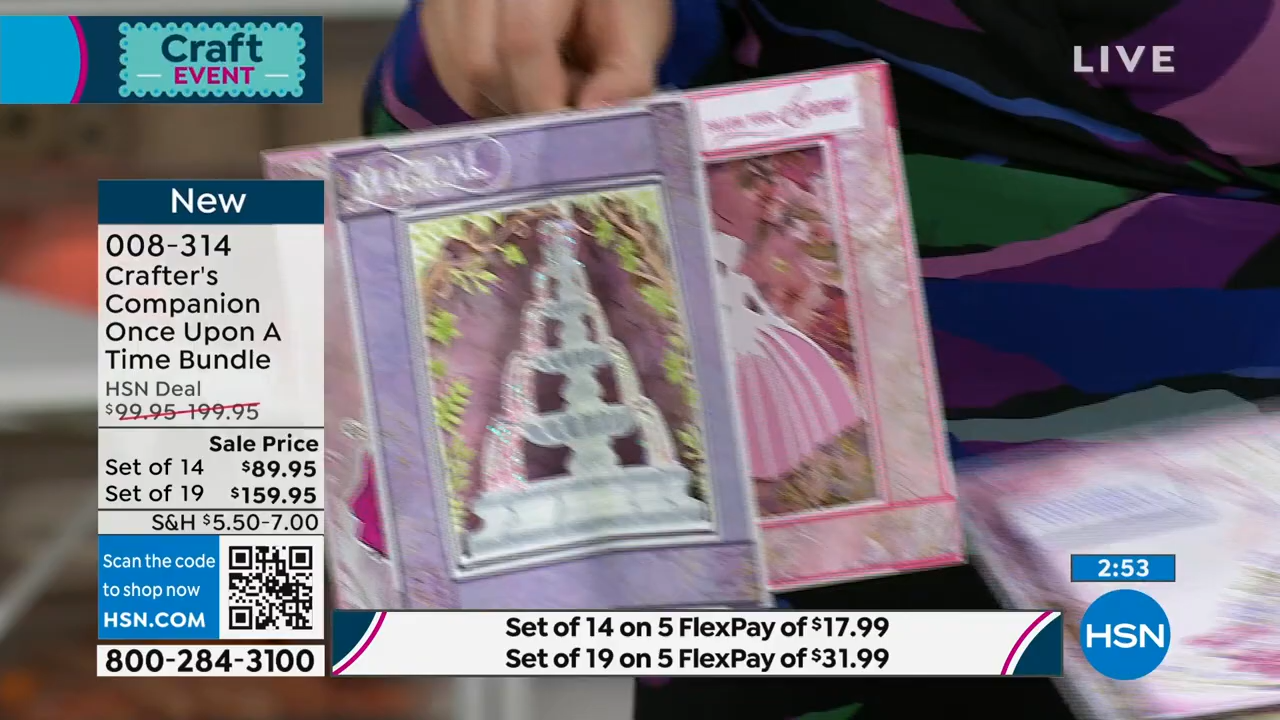 Craft
EVENT
LIVE
New
008-314
Crafter's
Companion
Once Upon A
Time Bundle
HSN Deal
$99.95-199.95
Sale Price
Set of 14 $89.95
Set of 19 $159.95
S&H $5.50-7.00
Scan the code
to shop now
HSN.COM
800-284-3100
MAGICAL
Set of 14 on 5 FlexPay of $17.99
Set of 19 on 5 FlexPay of $31.99
2:53
HSN